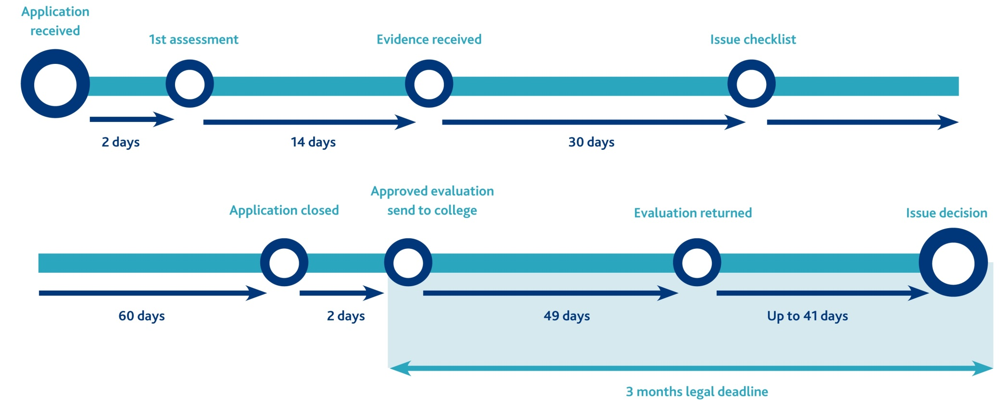 Application
received
1st assessment
Evidence received
Issue checklist
2 days
14 days
30 days
Application closed
Approved evaluation
send to college
Evaluation returned
Issue decision
60 days
2 days
49 days
Up to 41 days
3 months legal deadline